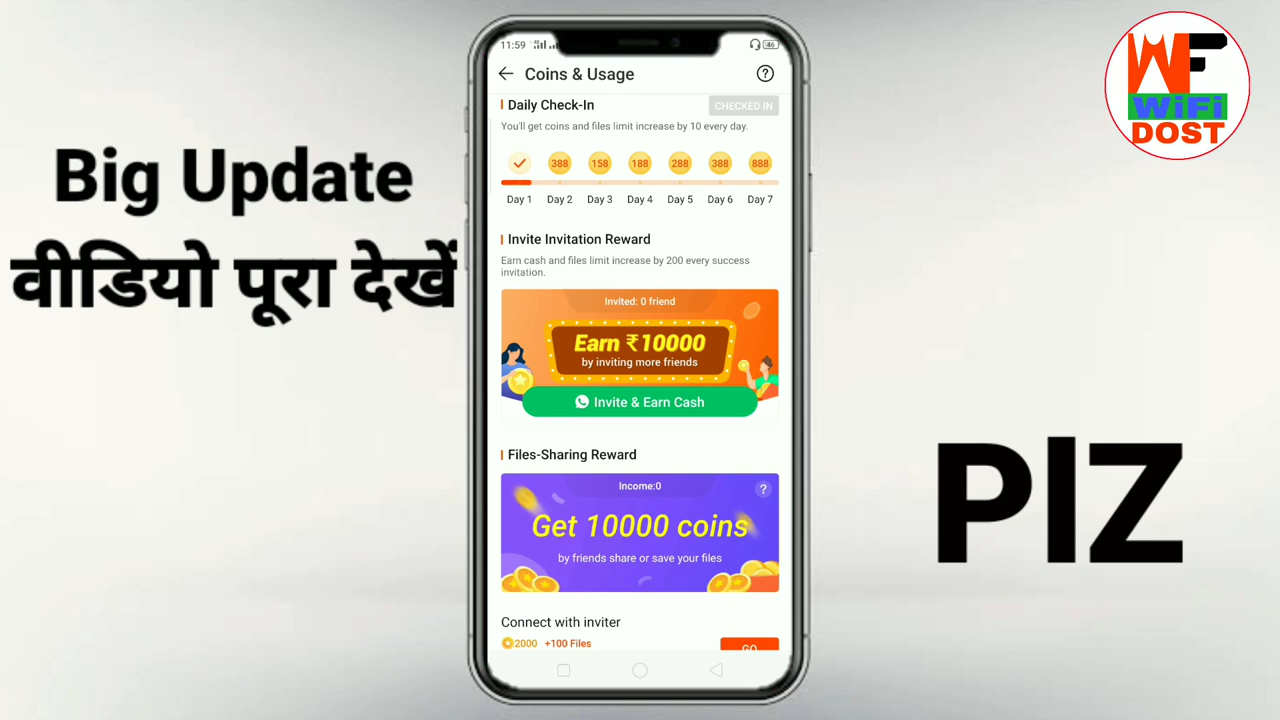 11:59
46
Coins & Usage
?
Daily Check-In
CHECKED IN
You'll get coins and files limit increase by 10 every day.
388 158 188 288 388 888
Day 1 Day 2 Day 3 Day 4 Day 5 Day 6 Day 7
Invite Invitation Reward
Earn cash and files limit increase by 200 every success
invitation.
Invited: 0 friend
Earn ₹10000
by inviting more friends
Invite & Earn Cash
Files-Sharing Reward
Income:0
?
Get 10000 coins
by friends share or save your files
Connect with inviter
2000 +100 Files
GO
Big Update
वीडियो पूरा देखें
WF
WiFi
DOST
PlZ